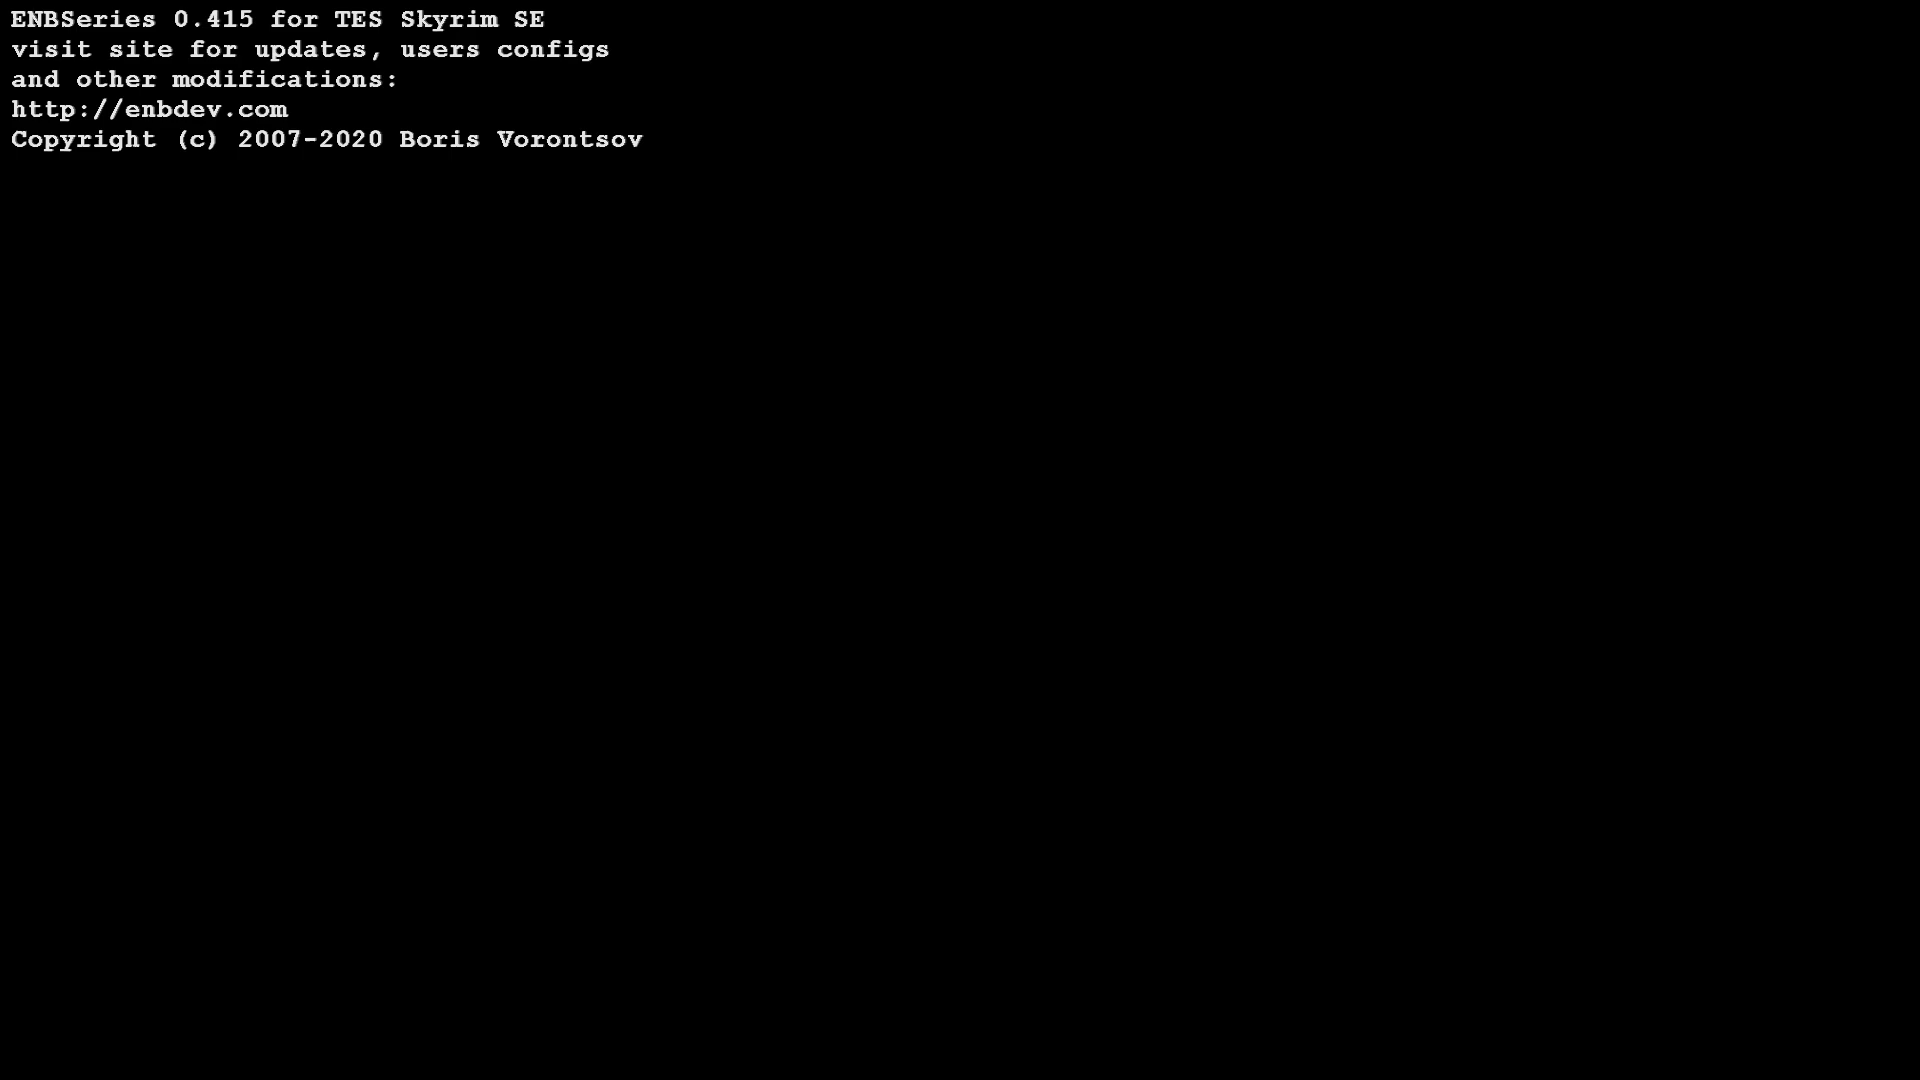 ENBSeries 0.415 for TES Skyrim SE
visit site for updates, users configs
and other modifications:
http://enbdev.com
Copyright (c) 2007-2020 Boris Vorontsov